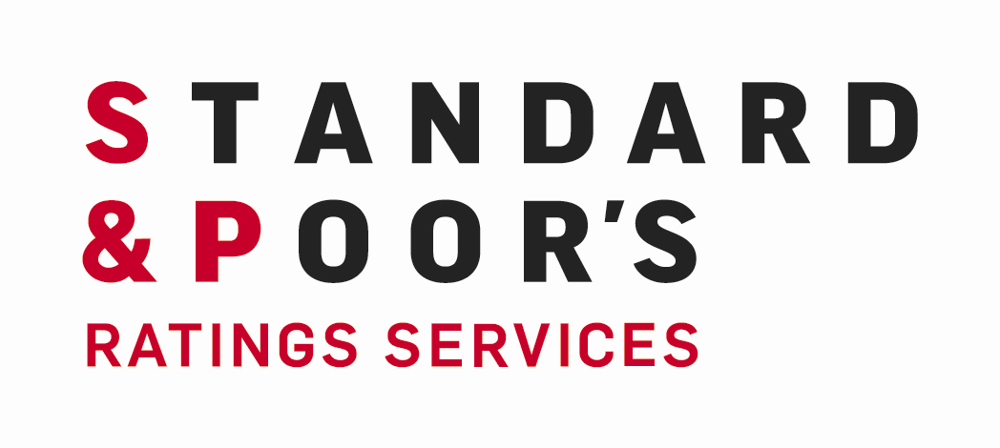 STANDARD
& POOR'S
RATINGS SERVICES